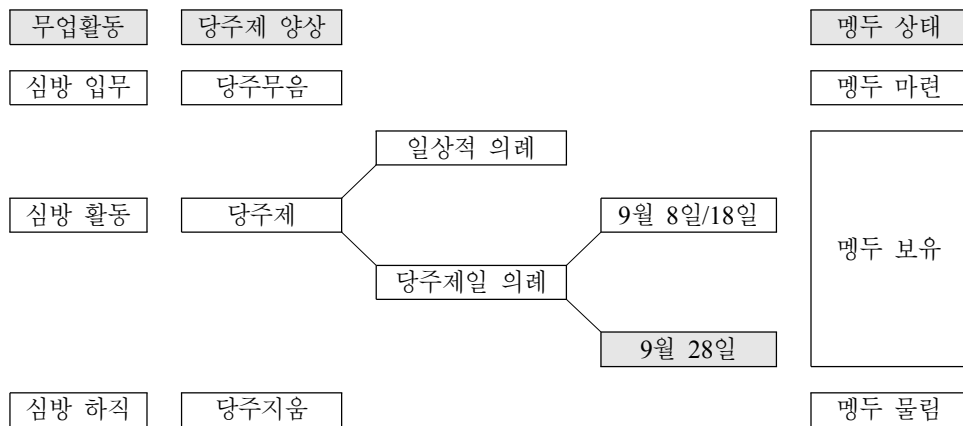 무업활동 당주제 양상 멩두 상태
심방 입무 당주무음 멩두 마련
일상적 의례
심방 활동 당주제 9월 8일/18일
멩두 보유
당주제일 의례
9월 28일
심방 하직 당주지움 멩두 물림